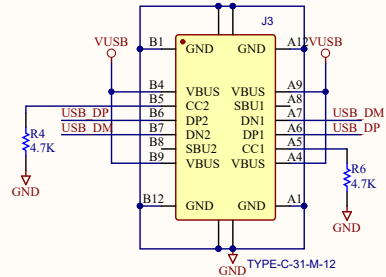 J3
VUSB
B1
GND
GND
A12
VUSB
B4
VBUS
VBUS
A9
B5
CC2
SBU1
A8
USB_DP
B6
DP2
DN1
A7
USB_DM
R4
USB_DM
B7
DN2
DP1
A6
USB_DP
4.7K
B8
SBU2
CC1
A5
B9
VBUS
VBUS
A4
R6
4.7K
GND
B12
GND
GND
A1
GND
GND
TYPE-C-31-M-12